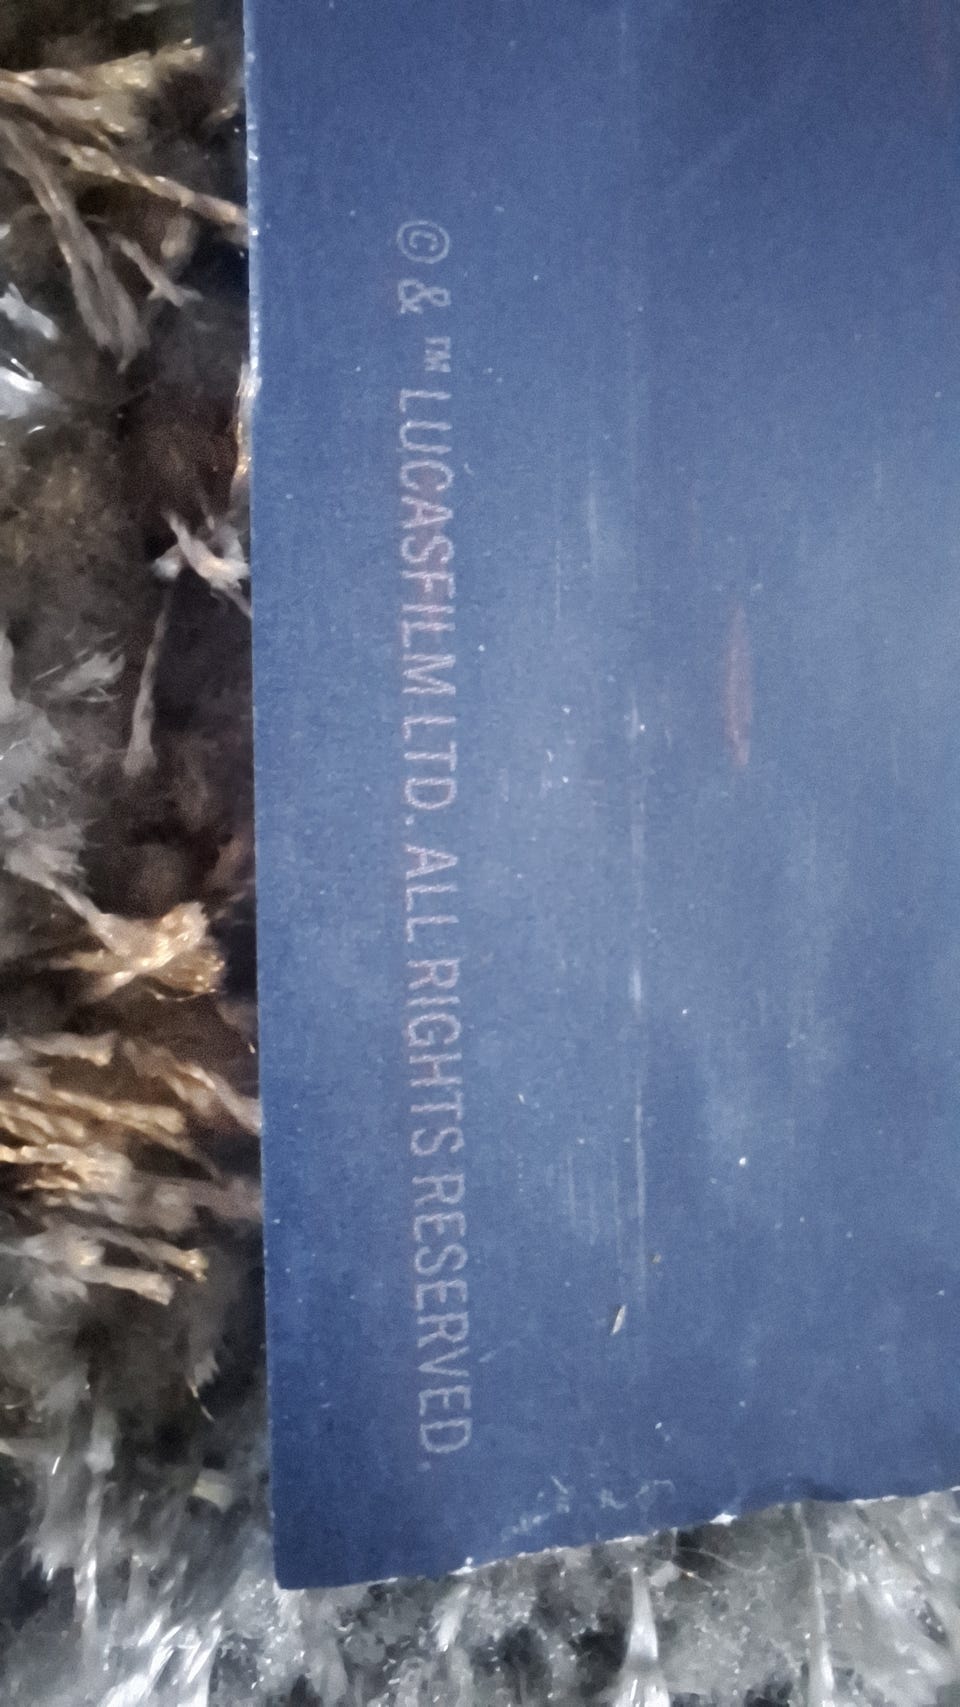 © & ™ LUCASFILM LTD. ALL RIGHTS RESERVED.